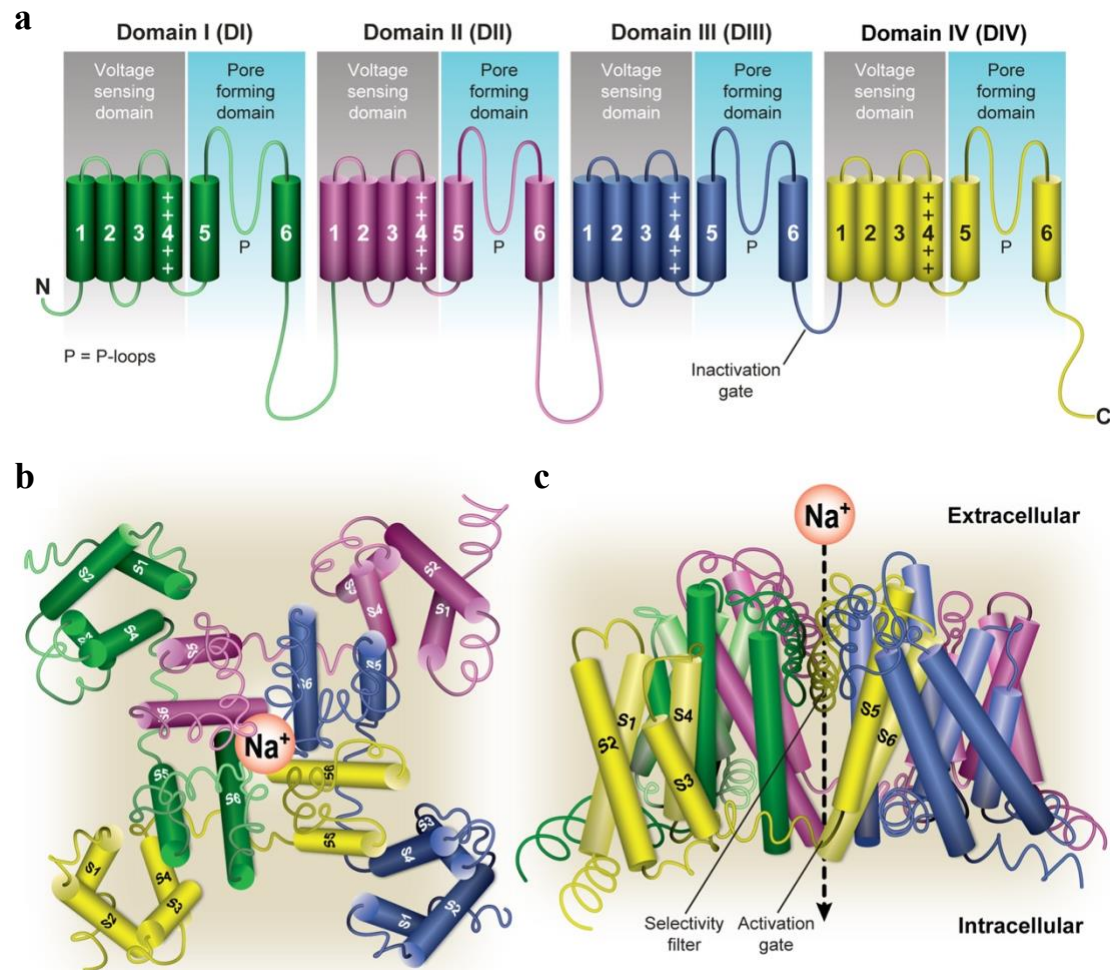 a
Domain I (DI) Domain II (DII) Domain III (DIII) Domain IV (DIV)
Voltage sensing domain Pore forming domain Voltage sensing domain Pore forming domain Voltage sensing domain Pore forming domain Voltage sensing domain Pore forming domain
1 2 3 ++4++ 5 P 6 1 2 3 ++4++ 5 P 6 1 2 3 ++4++ 5 P 6 1 2 3 ++4++ 5 P 6
N
P = P-loops
Inactivation
gate
C
b
S2 S1 S3 S4
S3 S4 S2 S1
S5 S6 S6 S5
Na+
S5 S6 S6 S5
S1 S2 S4 S3
S3 S4 S1 S2
c
Na+
Extracellular
S1 S2 S4 S3 S5 S6
Selectivity
filter
Activation
gate
Intracellular